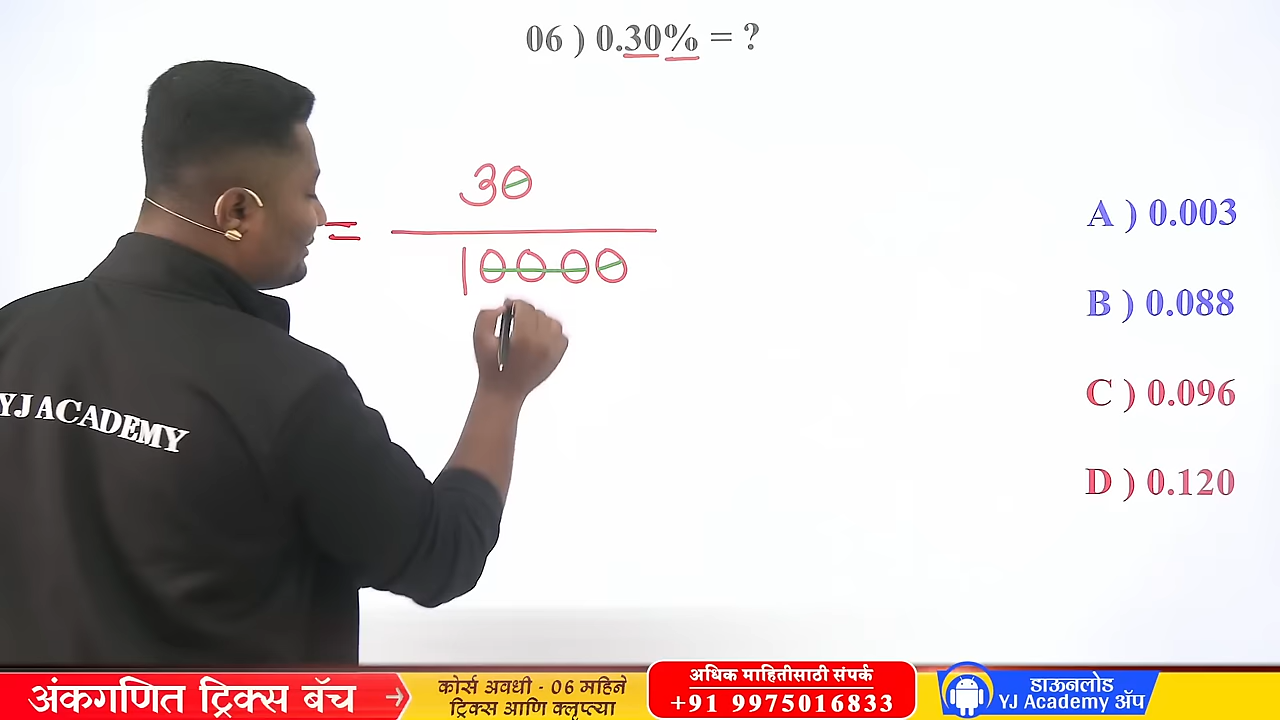 06 ) 0.30% = ?
= 30
10000
A ) 0.003
B ) 0.088
C ) 0.096
D ) 0.120
YJ ACADEMY
अंकगणित ट्रिक्स बॅच
कोर्स अवधी - 06 महिने
ट्रिक्स आणि क्लृप्त्या
अधिक माहितीसाठी संपर्क
+91 9975016833
डाऊनलोड
YJ Academy ॲप